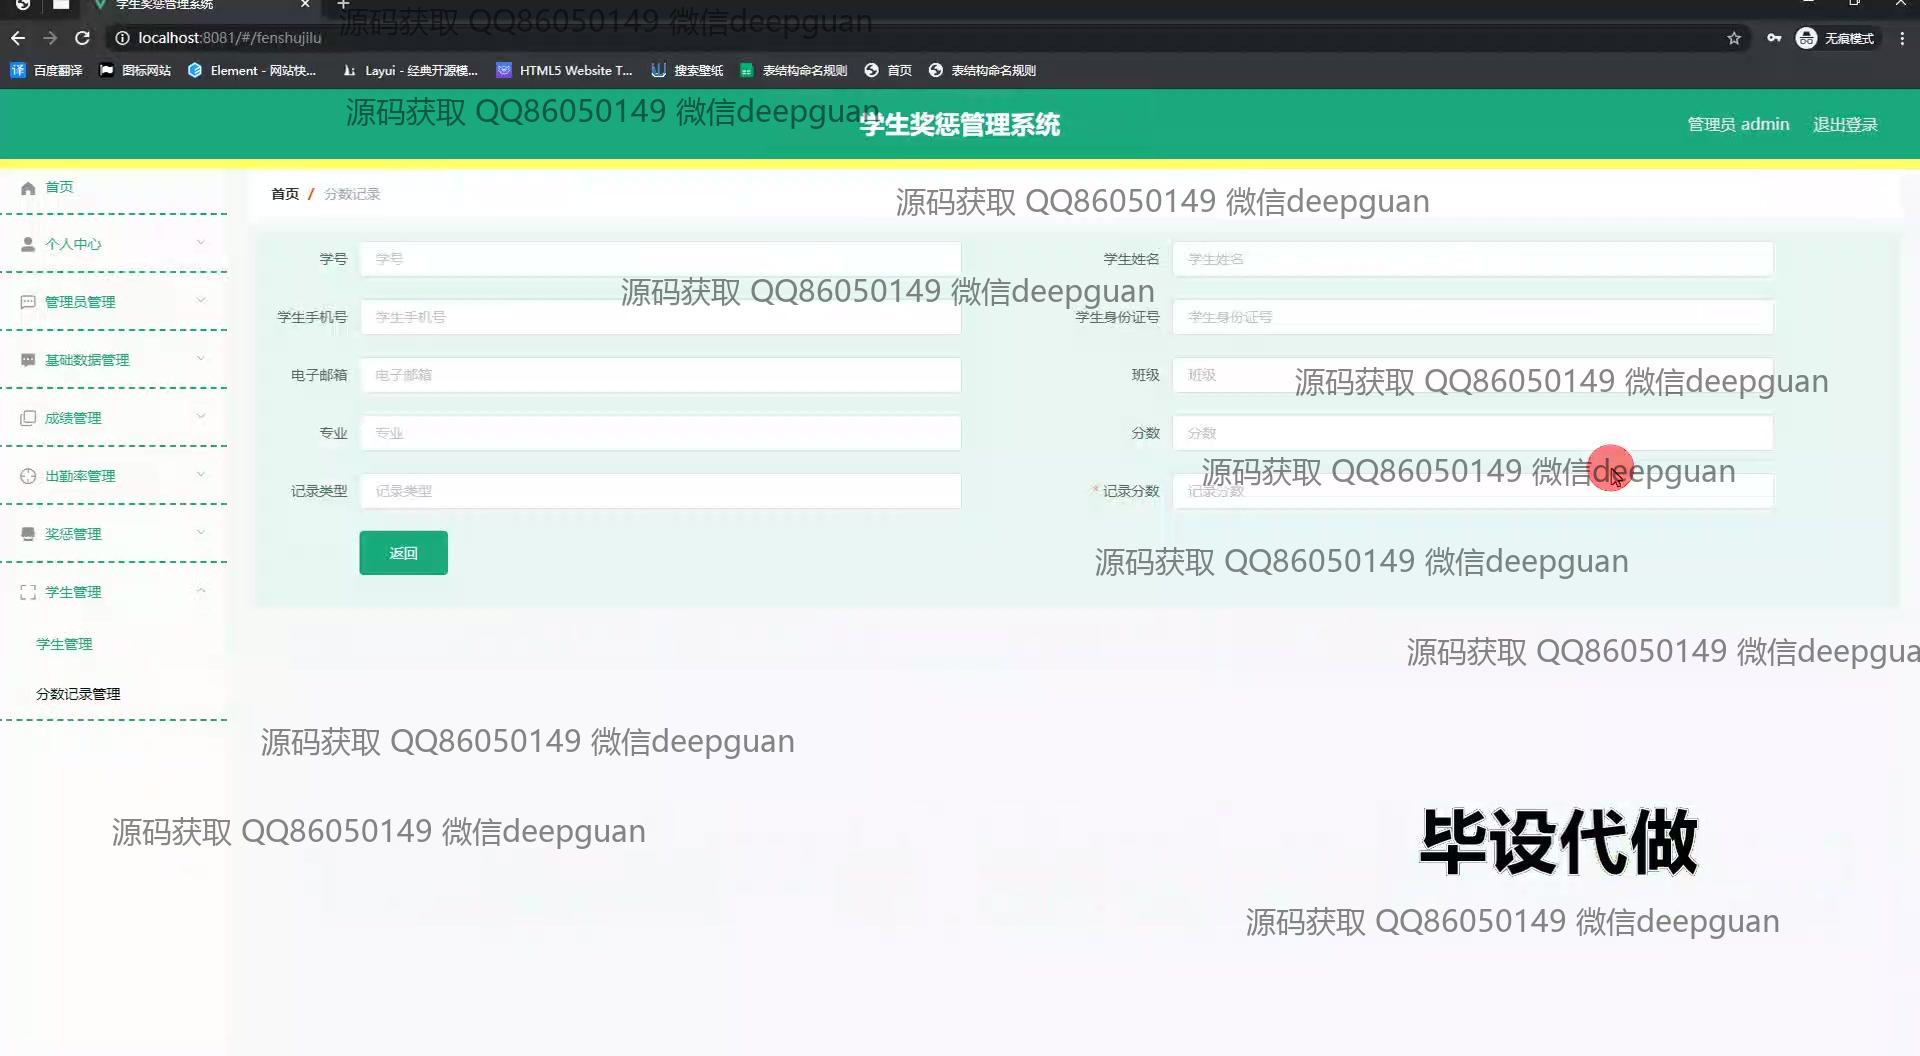 学生奖惩管理系统
源码获取 QQ86050149 微信deepguan
localhost:8081/#/fenshujilu
无痕模式
百度翻译
图标网站
Element - 网站快...
Layui - 经典开源模...
HTML5 Website T...
搜索壁纸
表结构命名规则
首页
表结构命名规则
源码获取 QQ86050149 微信deepguan
学生奖惩管理系统
管理员 admin
退出登录
首页
个人中心
管理员管理
基础数据管理
成绩管理
出勤率管理
奖惩管理
学生管理
学生管理
分数记录管理
首页 / 分数记录
源码获取 QQ86050149 微信deepguan
学号 学号
学生姓名 学生姓名
源码获取 QQ86050149 微信deepguan
学生手机号 学生手机号
学生身份证号 学生身份证号
电子邮箱 电子邮箱
班级 班级
源码获取 QQ86050149 微信deepguan
专业 专业
分数 分数
源码获取 QQ86050149 微信deepguan
记录类型 记录类型
* 记录分数 记录分数
返回
源码获取 QQ86050149 微信deepguan
源码获取 QQ86050149 微信deepgua
源码获取 QQ86050149 微信deepguan
源码获取 QQ86050149 微信deepguan
毕设代做
源码获取 QQ86050149 微信deepguan